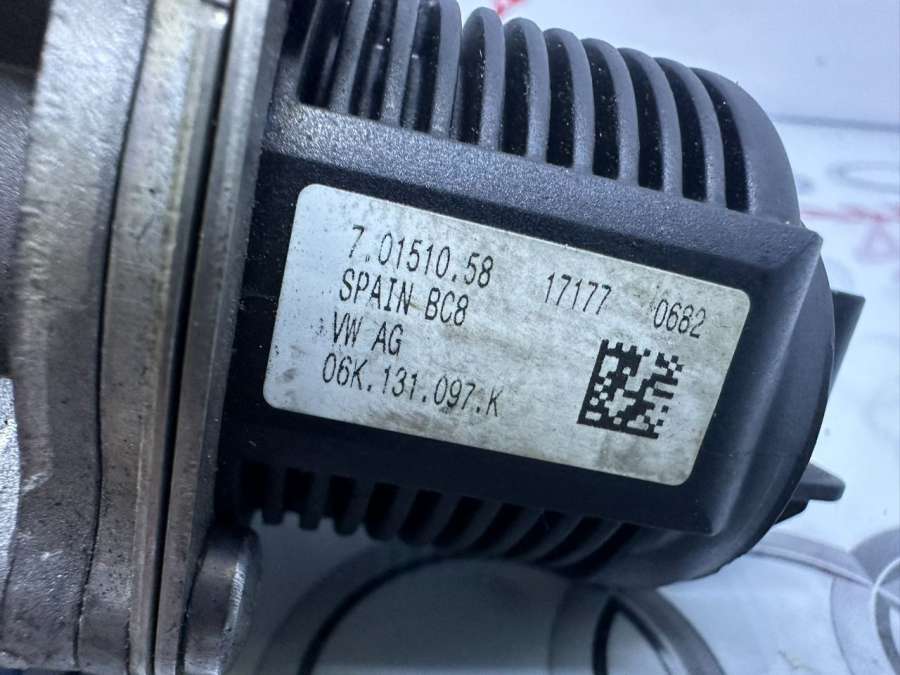 7.01510.58 17177 0682
SPAIN BC8
VW AG
06K.131.097.K